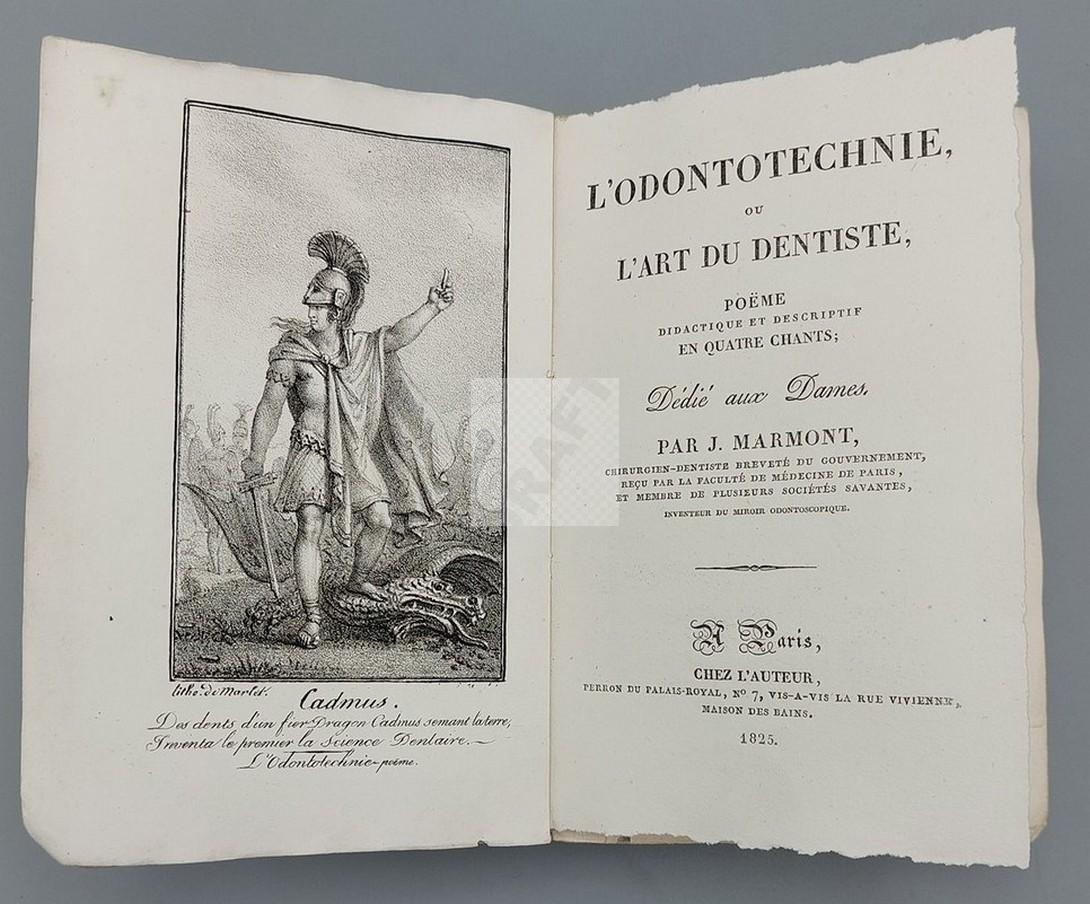 litho. de Marlet.
Cadmus.
Des dents d'un fier Dragon Cadmus semant la terre,
Inventa le premier la Science Dentaire.
L'Odontotechnie-poëme.
L'ODONTOTECHNIE,
OU
L'ART DU DENTISTE,
POËME
DIDACTIQUE ET DESCRIPTIF
EN QUATRE CHANTS;
Dédié aux Dames.
PAR J. MARMONT,
CHIRURGIEN-DENTISTE BREVETÉ DU GOUVERNEMENT,
REÇU PAR LA FACULTÉ DE MÉDECINE DE PARIS,
ET MEMBRE DE PLUSIEURS SOCIÉTÉS SAVANTES,
INVENTEUR DU MIROIR ODONTOSCOPIQUE.
A Paris,
CHEZ L'AUTEUR,
PERRON DU PALAIS-ROYAL, Nº 7, VIS-A-VIS LA RUE VIVIENNE,
MAISON DES BAINS.
1825.